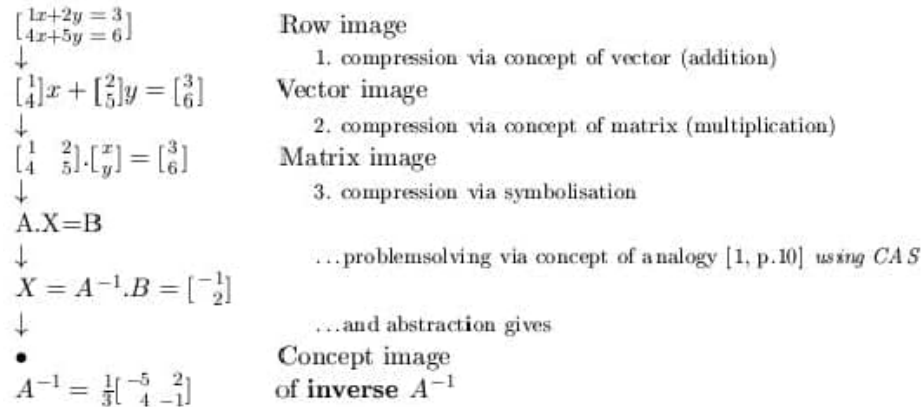 [1x+2y = 3
4x+5y = 6] Row image
↓ 1. compression via concept of vector (addition)
[1
4]x + [2
5]y = [3
6] Vector image
↓ 2. compression via concept of matrix (multiplication)
[1 2
4 5].[x
y] = [3
6] Matrix image
↓ 3. compression via symbolisation
A.X=B
↓ ...problemsolving via concept of analogy [1, p.10] using CAS
X = A⁻¹.B = [-1
2]
↓ ...and abstraction gives
• Concept image
A⁻¹ = 1/3[-5 2
4 -1] of inverse A⁻¹